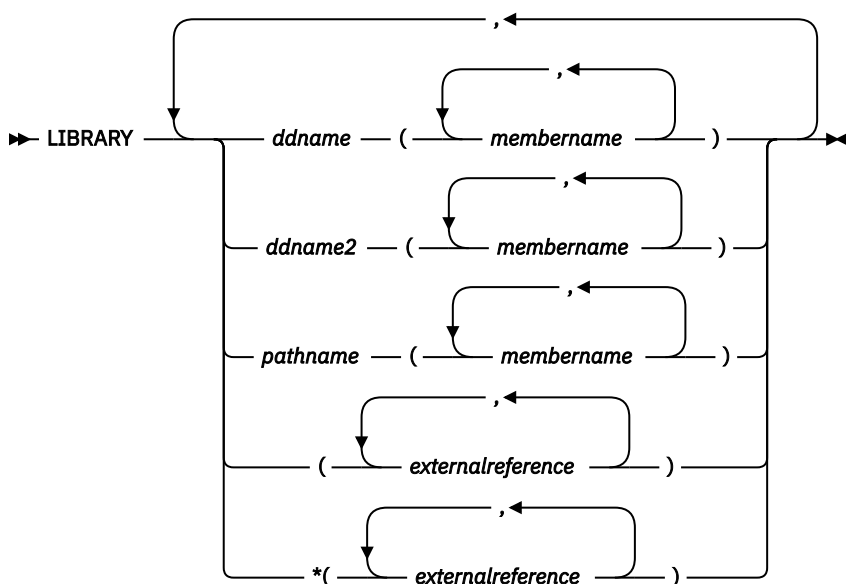 ,
,
LIBRARY ddname ( membername )
,
ddname2 ( membername )
,
pathname ( membername )
,
( externalreference )
,
*( externalreference )